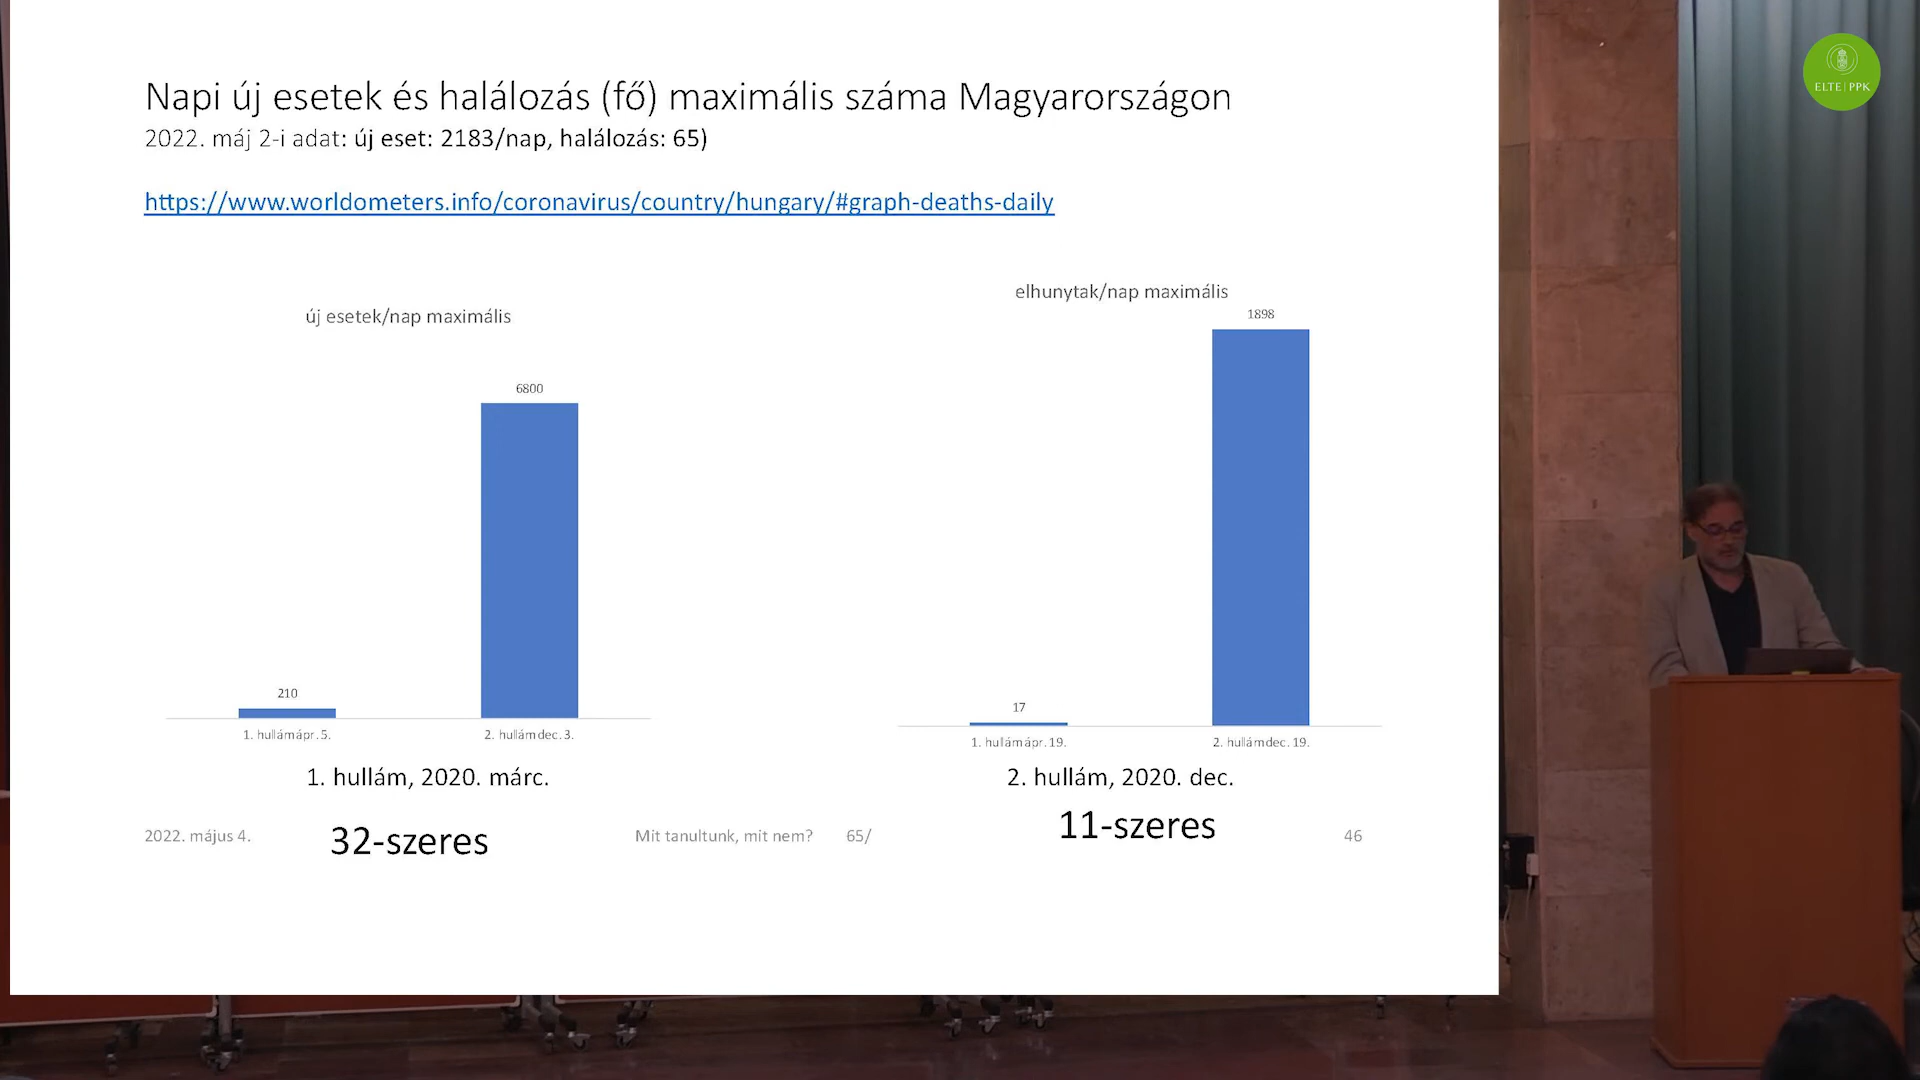 Napi új esetek és halálozás (fő) maximális száma Magyarországon
2022. máj 2-i adat: új eset: 2183/nap, halálozás: 65)
https://www.worldometers.info/coronavirus/country/hungary/#graph-deaths-daily
új esetek/nap maximális
6800
210
1. hullám ápr. 5.
2. hullám dec. 3.
1. hullám, 2020. márc.
32-szeres
elhunytak/nap maximális
1898
17
1. hullám ápr. 19.
2. hullám dec. 19.
2. hullám, 2020. dec.
11-szeres
2022. május 4.
Mit tanultunk, mit nem?
65/
46
ELTE | PPK